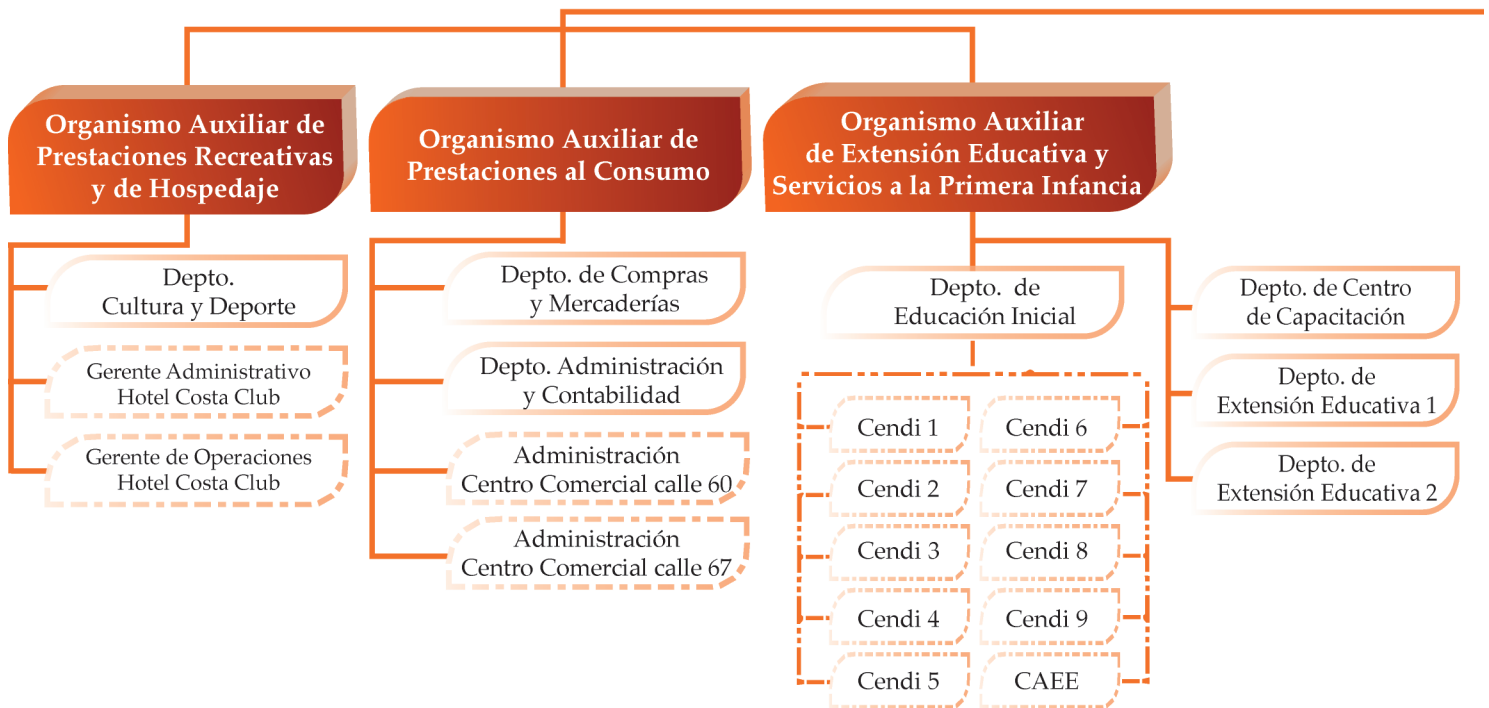 Organismo Auxiliar de
Prestaciones Recreativas
y de Hospedaje
Depto.
Cultura y Deporte
Gerente Administrativo
Hotel Costa Club
Gerente de Operaciones
Hotel Costa Club
Organismo Auxiliar de
Prestaciones al Consumo
Depto. de Compras
y Mercaderías
Depto. Administración
y Contabilidad
Administración
Centro Comercial calle 60
Administración
Centro Comercial calle 67
Organismo Auxiliar
de Extensión Educativa y
Servicios a la Primera Infancia
Depto. de
Educación Inicial
Cendi 1
Cendi 2
Cendi 3
Cendi 4
Cendi 5
Cendi 6
Cendi 7
Cendi 8
Cendi 9
CAEE
Depto. de Centro
de Capacitación
Depto. de
Extensión Educativa 1
Depto. de
Extensión Educativa 2